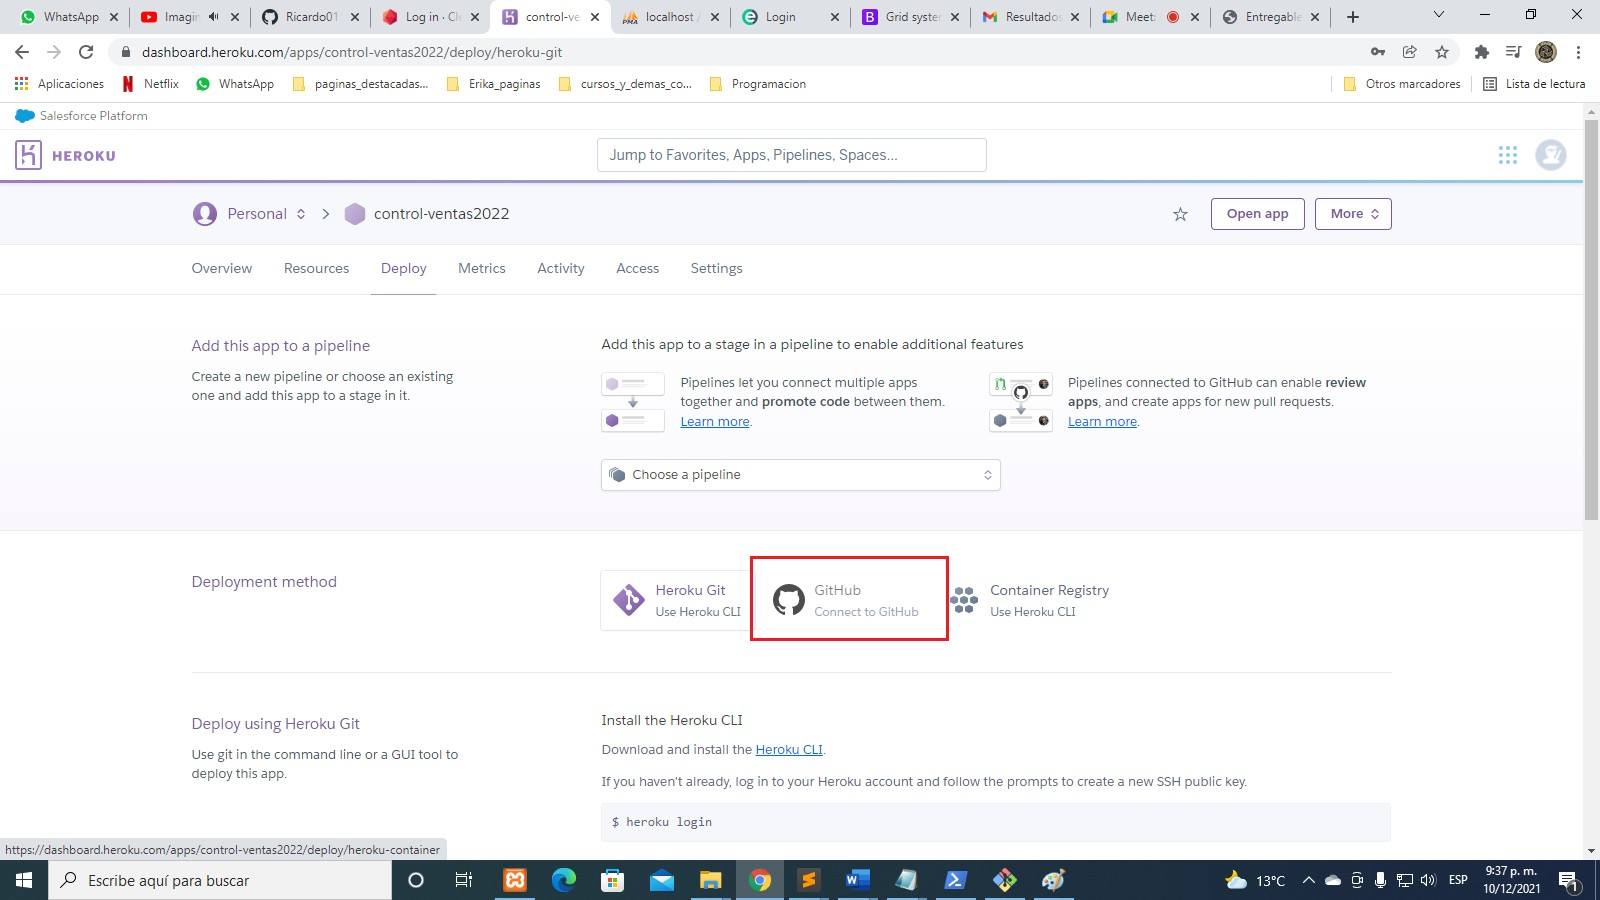 WhatsApp
Imagin
Ricardo01
Log in · Cle
control-ve
localhost /
Login
Grid syster
Resultados
Meet:
Entregable
dashboard.heroku.com/apps/control-ventas2022/deploy/heroku-git
Aplicaciones
Netflix
WhatsApp
paginas_destacadas...
Erika_paginas
cursos_y_demas_co...
Programacion
Otros marcadores
Lista de lectura
Salesforce Platform
HEROKU
Jump to Favorites, Apps, Pipelines, Spaces...
Personal > control-ventas2022
Open app
More
Overview
Resources
Deploy
Metrics
Activity
Access
Settings
Add this app to a pipeline
Create a new pipeline or choose an existing
one and add this app to a stage in it.
Add this app to a stage in a pipeline to enable additional features
Pipelines let you connect multiple apps
together and promote code between them.
Learn more.
Pipelines connected to GitHub can enable review
apps, and create apps for new pull requests.
Learn more.
Choose a pipeline
Deployment method
Heroku Git
Use Heroku CLI
GitHub
Connect to GitHub
Container Registry
Use Heroku CLI
Deploy using Heroku Git
Use git in the command line or a GUI tool to
deploy this app.
Install the Heroku CLI
Download and install the Heroku CLI.
If you haven't already, log in to your Heroku account and follow the prompts to create a new SSH public key.
$ heroku login
https://dashboard.heroku.com/apps/control-ventas2022/deploy/heroku-container
Escribe aquí para buscar
13°C
ESP
9:37 p. m.
10/12/2021
1